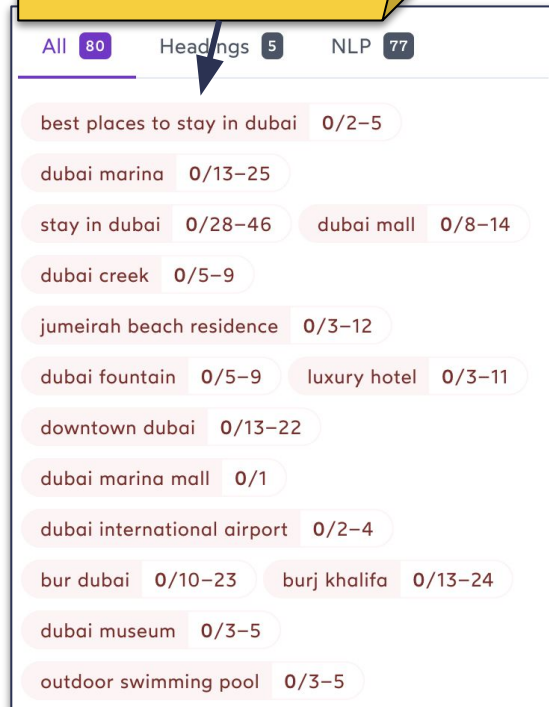 All 80 Headings 5 NLP 77
best places to stay in dubai 0/2–5
dubai marina 0/13–25
stay in dubai 0/28–46 dubai mall 0/8–14
dubai creek 0/5–9
jumeirah beach residence 0/3–12
dubai fountain 0/5–9 luxury hotel 0/3–11
downtown dubai 0/13–22
dubai marina mall 0/1
dubai international airport 0/2–4
bur dubai 0/10–23 burj khalifa 0/13–24
dubai museum 0/3–5
outdoor swimming pool 0/3–5